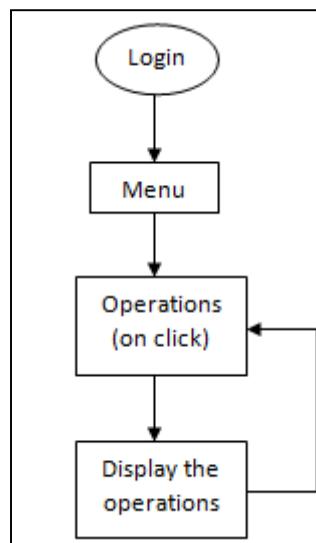 Login
Menu
Operations
(on click)
Display the
operations